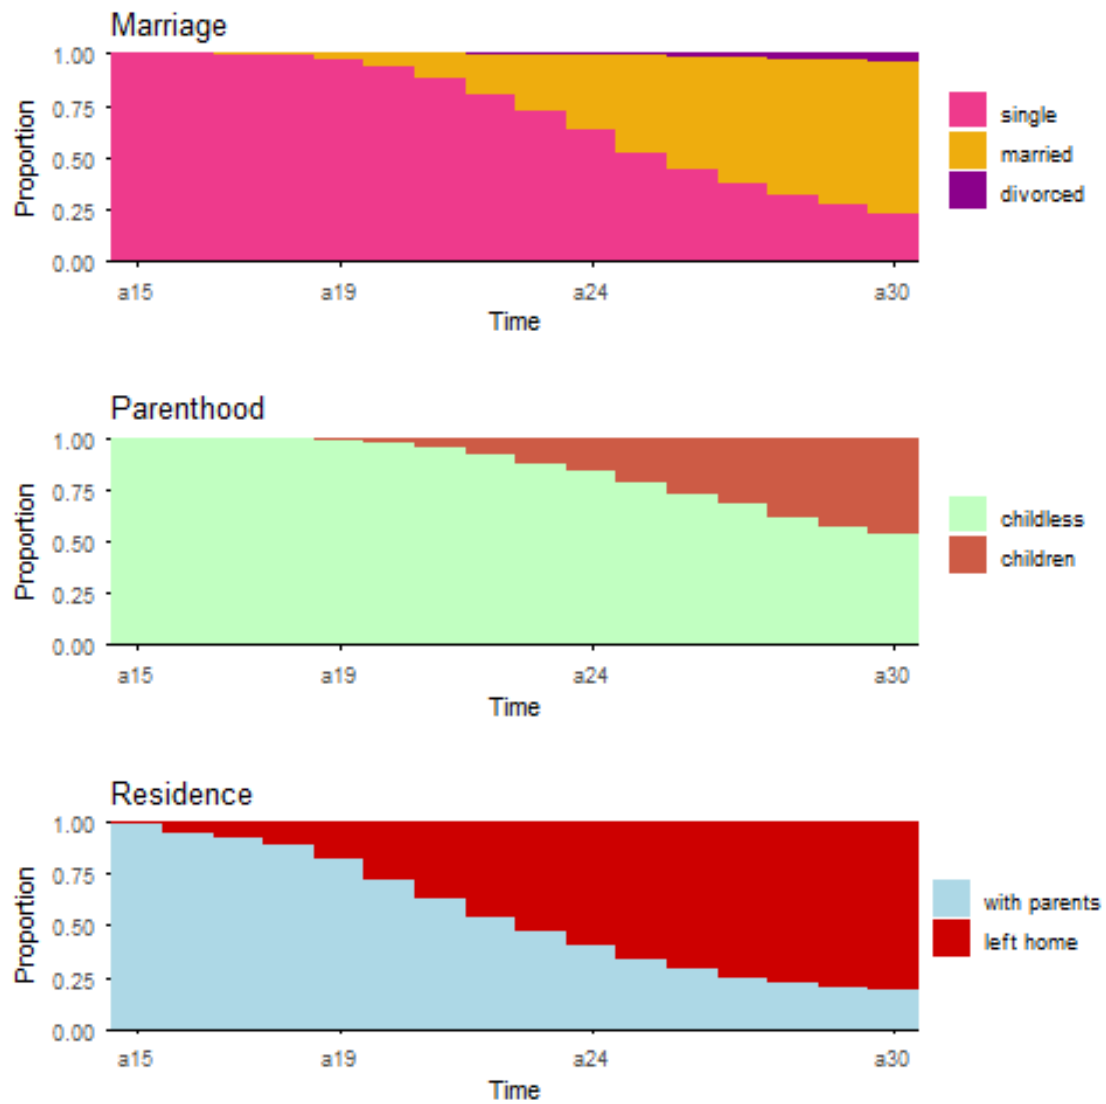 Marriage
Proportion
1.00
0.75
0.50
0.25
0.00
a15 a19 a24 a30
Time
single
married
divorced
Parenthood
Proportion
1.00
0.75
0.50
0.25
0.00
a15 a19 a24 a30
Time
childless
children
Residence
Proportion
1.00
0.75
0.50
0.25
0.00
a15 a19 a24 a30
Time
with parents
left home